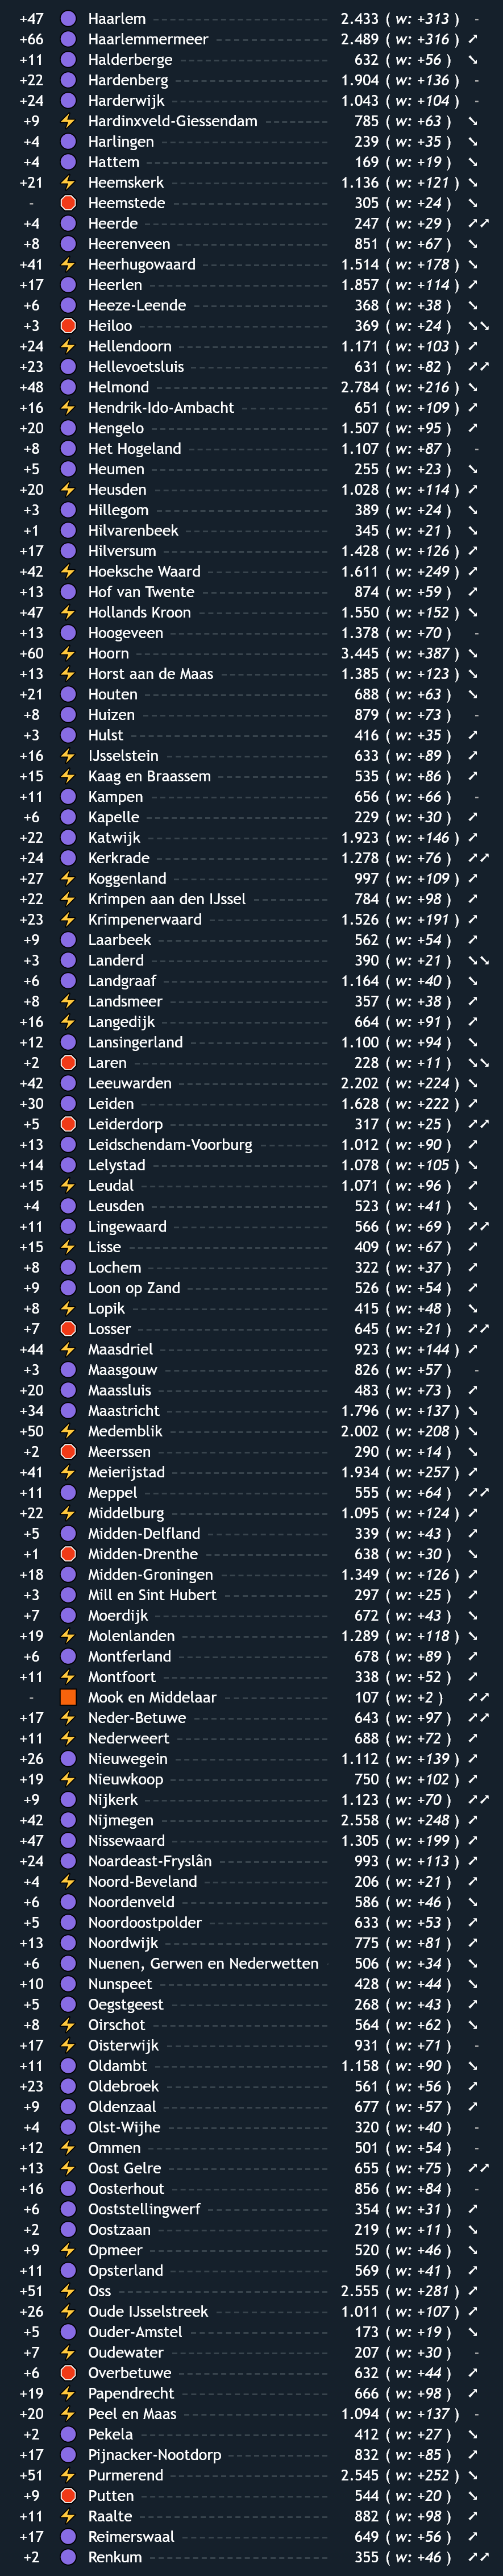 +47 Haarlem 2.433 ( w: +313 ) -
+66 Haarlemmermeer 2.489 ( w: +316 ) ↗
+11 Halderberge 632 ( w: +56 ) ↘
+22 Hardenberg 1.904 ( w: +136 ) -
+24 Harderwijk 1.043 ( w: +104 ) -
+9 Hardinxveld-Giessendam 785 ( w: +63 ) ↘
+4 Harlingen 239 ( w: +35 ) ↘
+4 Hattem 169 ( w: +19 ) ↘
+21 Heemskerk 1.136 ( w: +121 ) ↘
- Heemstede 305 ( w: +24 ) ↘
+4 Heerde 247 ( w: +29 ) ↗↗
+8 Heerenveen 851 ( w: +67 ) ↘
+41 Heerhugowaard 1.514 ( w: +178 ) ↗
+17 Heerlen 1.857 ( w: +114 ) ↗
+6 Heeze-Leende 368 ( w: +38 ) ↘
+3 Heiloo 369 ( w: +24 ) ↘↘
+24 Hellendoorn 1.171 ( w: +103 ) ↗
+23 Hellevoetsluis 631 ( w: +82 ) ↗↗
+48 Helmond 2.784 ( w: +216 ) ↘
+16 Hendrik-Ido-Ambacht 651 ( w: +109 ) ↗
+20 Hengelo 1.507 ( w: +95 ) ↗
+8 Het Hogeland 1.107 ( w: +87 ) -
+5 Heumen 255 ( w: +23 ) ↘
+20 Heusden 1.028 ( w: +114 ) ↗
+3 Hillegom 389 ( w: +24 ) ↘
+1 Hilvarenbeek 345 ( w: +21 ) ↘
+17 Hilversum 1.428 ( w: +126 ) ↗
+42 Hoeksche Waard 1.611 ( w: +249 ) ↗
+13 Hof van Twente 874 ( w: +59 ) ↗
+47 Hollands Kroon 1.550 ( w: +152 ) ↘
+13 Hoogeveen 1.378 ( w: +70 ) -
+60 Hoorn 3.445 ( w: +387 ) ↘
+13 Horst aan de Maas 1.385 ( w: +123 ) ↘
+21 Houten 688 ( w: +63 ) ↘
+8 Huizen 879 ( w: +73 ) -
+3 Hulst 416 ( w: +35 ) ↗
+16 IJsselstein 633 ( w: +89 ) ↗
+15 Kaag en Braassem 535 ( w: +86 ) ↗
+11 Kampen 656 ( w: +66 ) -
+6 Kapelle 229 ( w: +30 ) ↗
+22 Katwijk 1.923 ( w: +146 ) ↗
+24 Kerkrade 1.278 ( w: +76 ) ↗↗
+27 Koggenland 997 ( w: +109 ) ↗
+22 Krimpen aan den IJssel 784 ( w: +98 ) ↗
+23 Krimpenerwaard 1.526 ( w: +191 ) ↗
+9 Laarbeek 562 ( w: +54 ) ↗
+3 Landerd 390 ( w: +21 ) ↘↘
+6 Landgraaf 1.164 ( w: +40 ) ↘
+8 Landsmeer 357 ( w: +38 ) ↗
+16 Langedijk 664 ( w: +91 ) ↗
+12 Lansingerland 1.100 ( w: +94 ) ↘
+2 Laren 228 ( w: +11 ) ↘↘
+42 Leeuwarden 2.202 ( w: +224 ) ↘
+30 Leiden 1.628 ( w: +222 ) ↗
+5 Leiderdorp 317 ( w: +25 ) ↗↗
+13 Leidschendam-Voorburg 1.012 ( w: +90 ) ↗
+14 Lelystad 1.078 ( w: +105 ) ↘
+15 Leudal 1.071 ( w: +96 ) ↗
+4 Leusden 523 ( w: +41 ) ↘
+11 Lingewaard 566 ( w: +69 ) ↗↗
+15 Lisse 409 ( w: +67 ) ↗
+8 Lochem 322 ( w: +37 ) ↗
+9 Loon op Zand 526 ( w: +54 ) ↗
+8 Lopik 415 ( w: +48 ) ↘
+7 Losser 645 ( w: +21 ) ↗↗
+44 Maasdriel 923 ( w: +144 ) ↗
+3 Maasgouw 826 ( w: +57 ) -
+20 Maassluis 483 ( w: +73 ) ↗
+34 Maastricht 1.796 ( w: +137 ) ↘
+50 Medemblik 2.002 ( w: +208 ) ↘
+2 Meerssen 290 ( w: +14 ) ↘
+41 Meierijstad 1.934 ( w: +257 ) ↗
+11 Meppel 555 ( w: +64 ) ↗↗
+22 Middelburg 1.095 ( w: +124 ) ↗
+5 Midden-Delfland 339 ( w: +43 ) ↗
+1 Midden-Drenthe 638 ( w: +30 ) ↘
+18 Midden-Groningen 1.349 ( w: +126 ) ↗
+3 Mill en Sint Hubert 297 ( w: +25 ) ↗
+7 Moerdijk 672 ( w: +43 ) ↘
+19 Molenlanden 1.289 ( w: +118 ) ↘
+6 Montferland 678 ( w: +89 ) ↗
+11 Montfoort 338 ( w: +52 ) ↗
- Mook en Middelaar 107 ( w: +2 ) ↗↗
+17 Neder-Betuwe 643 ( w: +97 ) ↗↗
+11 Nederweert 688 ( w: +72 ) ↗
+26 Nieuwegein 1.112 ( w: +139 ) ↗
+19 Nieuwkoop 750 ( w: +102 ) ↗
+9 Nijkerk 1.123 ( w: +70 ) ↗↗
+42 Nijmegen 2.558 ( w: +248 ) ↗
+47 Nissewaard 1.305 ( w: +199 ) ↗
+24 Noardeast-Fryslân 993 ( w: +113 ) ↗
+4 Noord-Beveland 206 ( w: +21 ) ↗
+6 Noordenveld 586 ( w: +46 ) ↘
+5 Noordoostpolder 633 ( w: +53 ) ↗
+13 Noordwijk 775 ( w: +81 ) ↗
+6 Nuenen, Gerwen en Nederwetten 506 ( w: +34 ) ↘
+10 Nunspeet 428 ( w: +44 ) ↘
+5 Oegstgeest 268 ( w: +43 ) ↗
+8 Oirschot 564 ( w: +62 ) ↘
+17 Oisterwijk 931 ( w: +71 ) -
+11 Oldambt 1.158 ( w: +90 ) ↘
+23 Oldebroek 561 ( w: +56 ) ↗
+9 Oldenzaal 677 ( w: +57 ) ↗
+4 Olst-Wijhe 320 ( w: +40 ) -
+12 Ommen 501 ( w: +54 ) -
+13 Oost Gelre 655 ( w: +75 ) ↗↗
+16 Oosterhout 856 ( w: +84 ) -
+6 Ooststellingwerf 354 ( w: +31 ) ↗
+2 Oostzaan 219 ( w: +11 ) ↘
+9 Opmeer 520 ( w: +46 ) ↘
+11 Opsterland 569 ( w: +41 ) ↗
+51 Oss 2.555 ( w: +281 ) ↗
+26 Oude IJsselstreek 1.011 ( w: +107 ) ↗
+5 Ouder-Amstel 173 ( w: +19 ) ↘
+7 Oudewater 207 ( w: +30 ) -
+6 Overbetuwe 632 ( w: +44 ) ↗
+19 Papendrecht 666 ( w: +98 ) ↗
+20 Peel en Maas 1.094 ( w: +137 ) -
+2 Pekela 412 ( w: +27 ) ↘
+17 Pijnacker-Nootdorp 832 ( w: +85 ) ↗
+51 Purmerend 2.545 ( w: +252 ) ↘
+9 Putten 544 ( w: +20 ) ↘
+11 Raalte 882 ( w: +98 ) ↗
+17 Reimerswaal 649 ( w: +56 ) ↗
+2 Renkum 355 ( w: +46 ) ↗↗